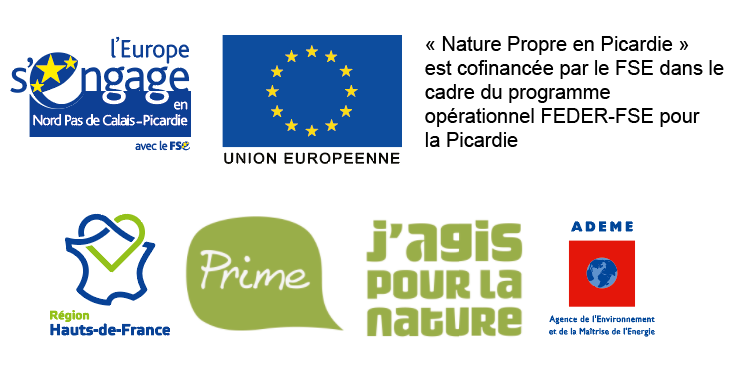 l'Europe
s'engage
en
Nord Pas de Calais-Picardie
avec le FSe
UNION EUROPEENNE
« Nature Propre en Picardie »
est cofinancée par le FSE dans le
cadre du programme
opérationnel FEDER-FSE pour
la Picardie
Région
Hauts-de-France
Prime
j'agis
pour la
nature
ADEME
Agence de l'Environnement
et de la Maîtrise de l'Energie